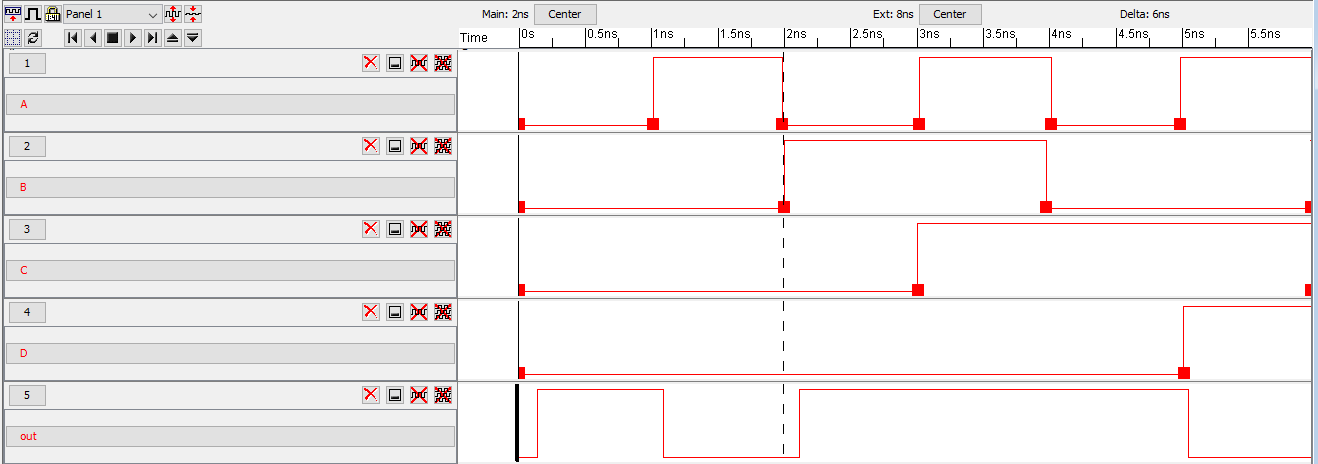 Panel 1 Main: 2ns Center Ext: 8ns Center Delta: 6ns
Time 0s 0.5ns 1ns 1.5ns 2ns 2.5ns 3ns 3.5ns 4ns 4.5ns 5ns 5.5ns
1
A
2
B
3
C
4
D
5
out